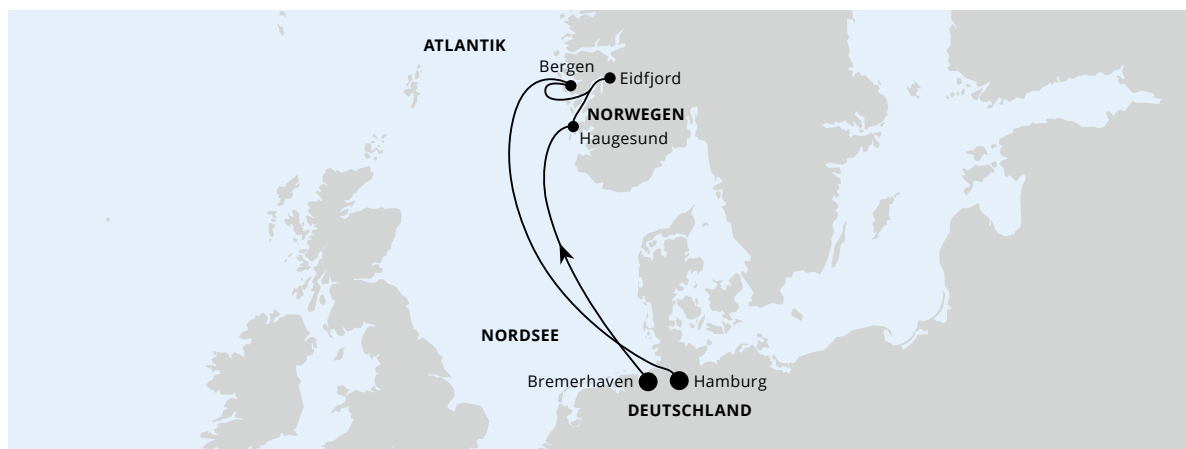 ATLANTIK
Bergen
Eidfjord
NORWEGEN
Haugesund
NORDSEE
Bremerhaven
Hamburg
DEUTSCHLAND